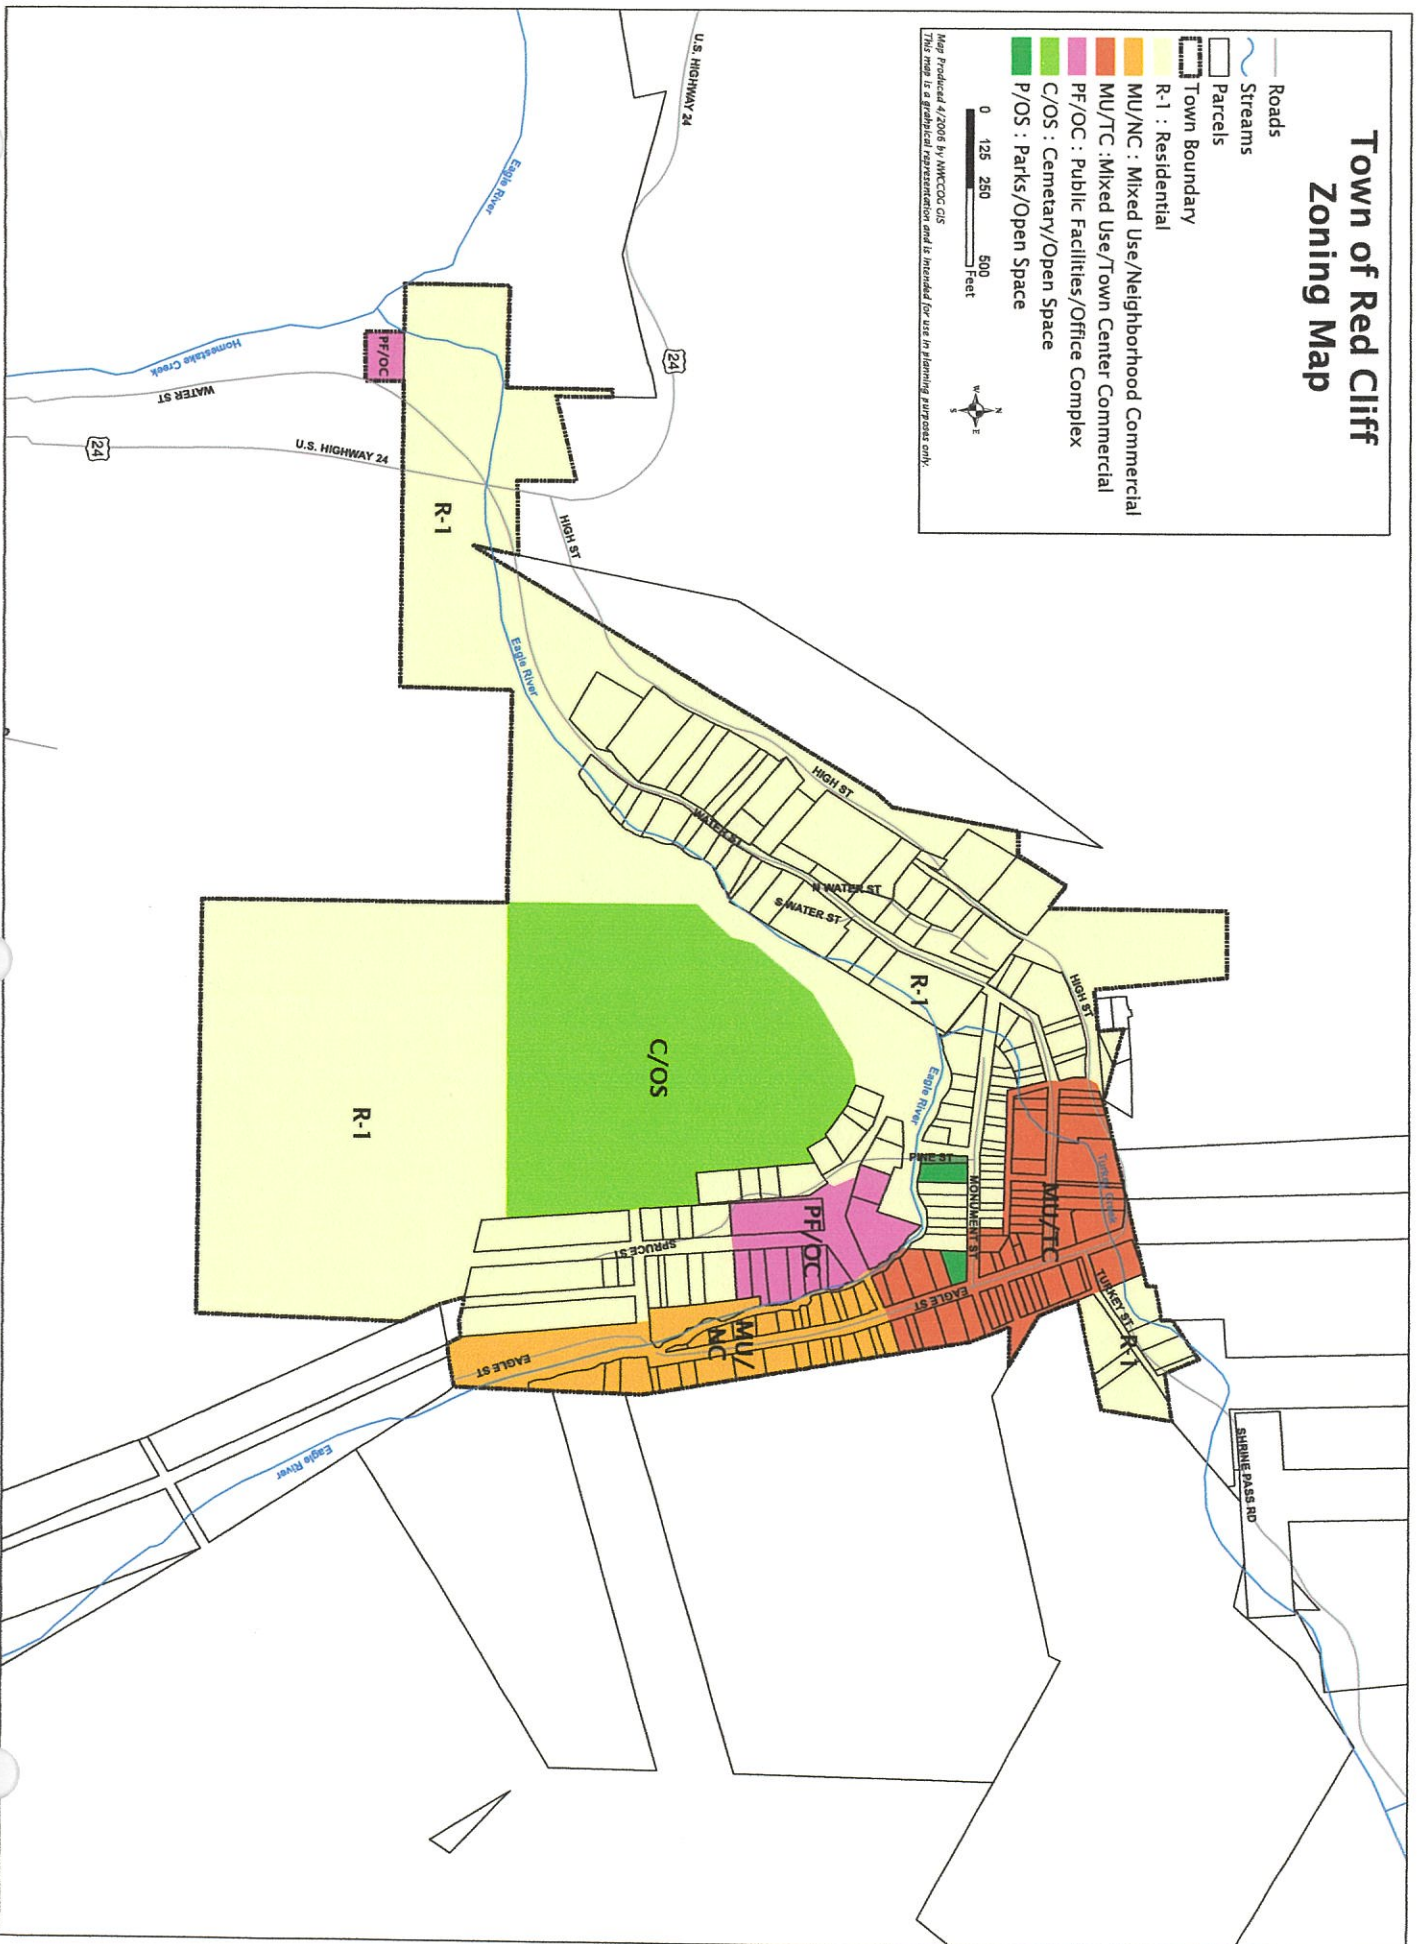 Town of Red Cliff
Zoning Map
Roads
Streams
Parcels
Town Boundary
R-1 : Residential
MU/NC : Mixed Use/Neighborhood Commercial
MU/TC :Mixed Use/Town Center Commercial
PF/OC : Public Facilities/Office Complex
C/OS : Cemetary/Open Space
P/OS : Parks/Open Space
0 125 250 500
Feet
N
W
E
S
Map Produced 4/2006 by NWCCOG GIS
This map is a graphical representation and is intended for use in planning purposes only.
U.S. HIGHWAY 24
24
Eagle River
Homestake Creek
WATER ST
24
U.S. HIGHWAY 24
PF/OC
R-1
HIGH ST
Eagle River
HIGH ST
WATER ST
N WATER ST
S WATER ST
R-1
HIGH ST
Eagle River
PINE ST
MONUMENT ST
MU/TC
Turkey Creek
TURKEY ST
R-1
SHRINE PASS RD
EAGLE ST
C/OS
PF/OC
SPRUCE ST
MU/
NC
EAGLE ST
R-1
Eagle River